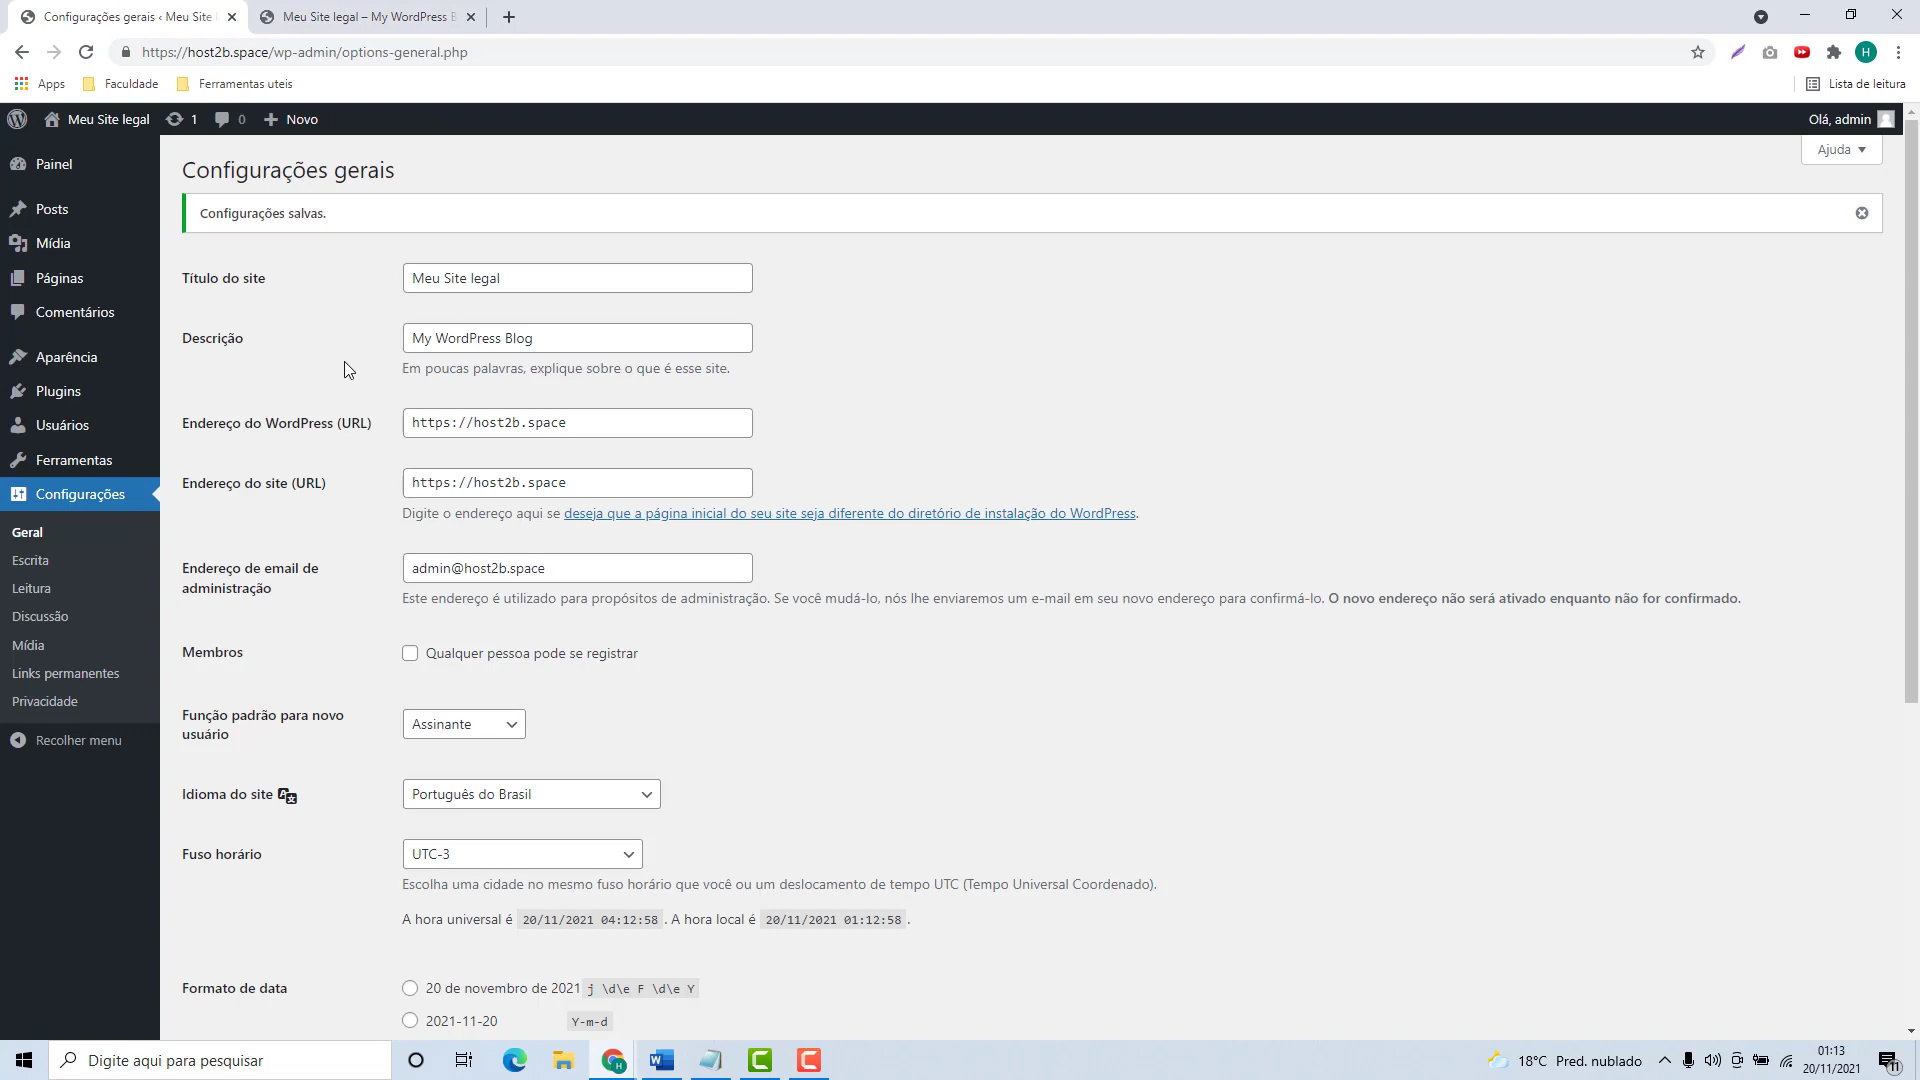 Configurações gerais ‹ Meu Site l
Meu Site legal – My WordPress B
https://host2b.space/wp-admin/options-general.php
H
Apps
Faculdade
Ferramentas uteis
Lista de leitura
Meu Site legal
1
0
Novo
Olá, admin
Ajuda
Painel
Posts
Mídia
Páginas
Comentários
Aparência
Plugins
Usuários
Ferramentas
Configurações
Geral
Escrita
Leitura
Discussão
Mídia
Links permanentes
Privacidade
Recolher menu
Configurações gerais
Configurações salvas.
Título do site
Meu Site legal
Descrição
My WordPress Blog
Em poucas palavras, explique sobre o que é esse site.
Endereço do WordPress (URL)
https://host2b.space
Endereço do site (URL)
https://host2b.space
Digite o endereço aqui se deseja que a página inicial do seu site seja diferente do diretório de instalação do WordPress.
Endereço de email de
administração
admin@host2b.space
Este endereço é utilizado para propósitos de administração. Se você mudá-lo, nós lhe enviaremos um e-mail em seu novo endereço para confirmá-lo. O novo endereço não será ativado enquanto não for confirmado.
Membros
Qualquer pessoa pode se registrar
Função padrão para novo
usuário
Assinante
Idioma do site
Português do Brasil
Fuso horário
UTC-3
Escolha uma cidade no mesmo fuso horário que você ou um deslocamento de tempo UTC (Tempo Universal Coordenado).
A hora universal é 20/11/2021 04:12:58 . A hora local é 20/11/2021 01:12:58 .
Formato de data
20 de novembro de 2021 j \d\e F \d\e Y
2021-11-20 Y-m-d
Digite aqui para pesquisar
18°C Pred. nublado
01:13
20/11/2021
11